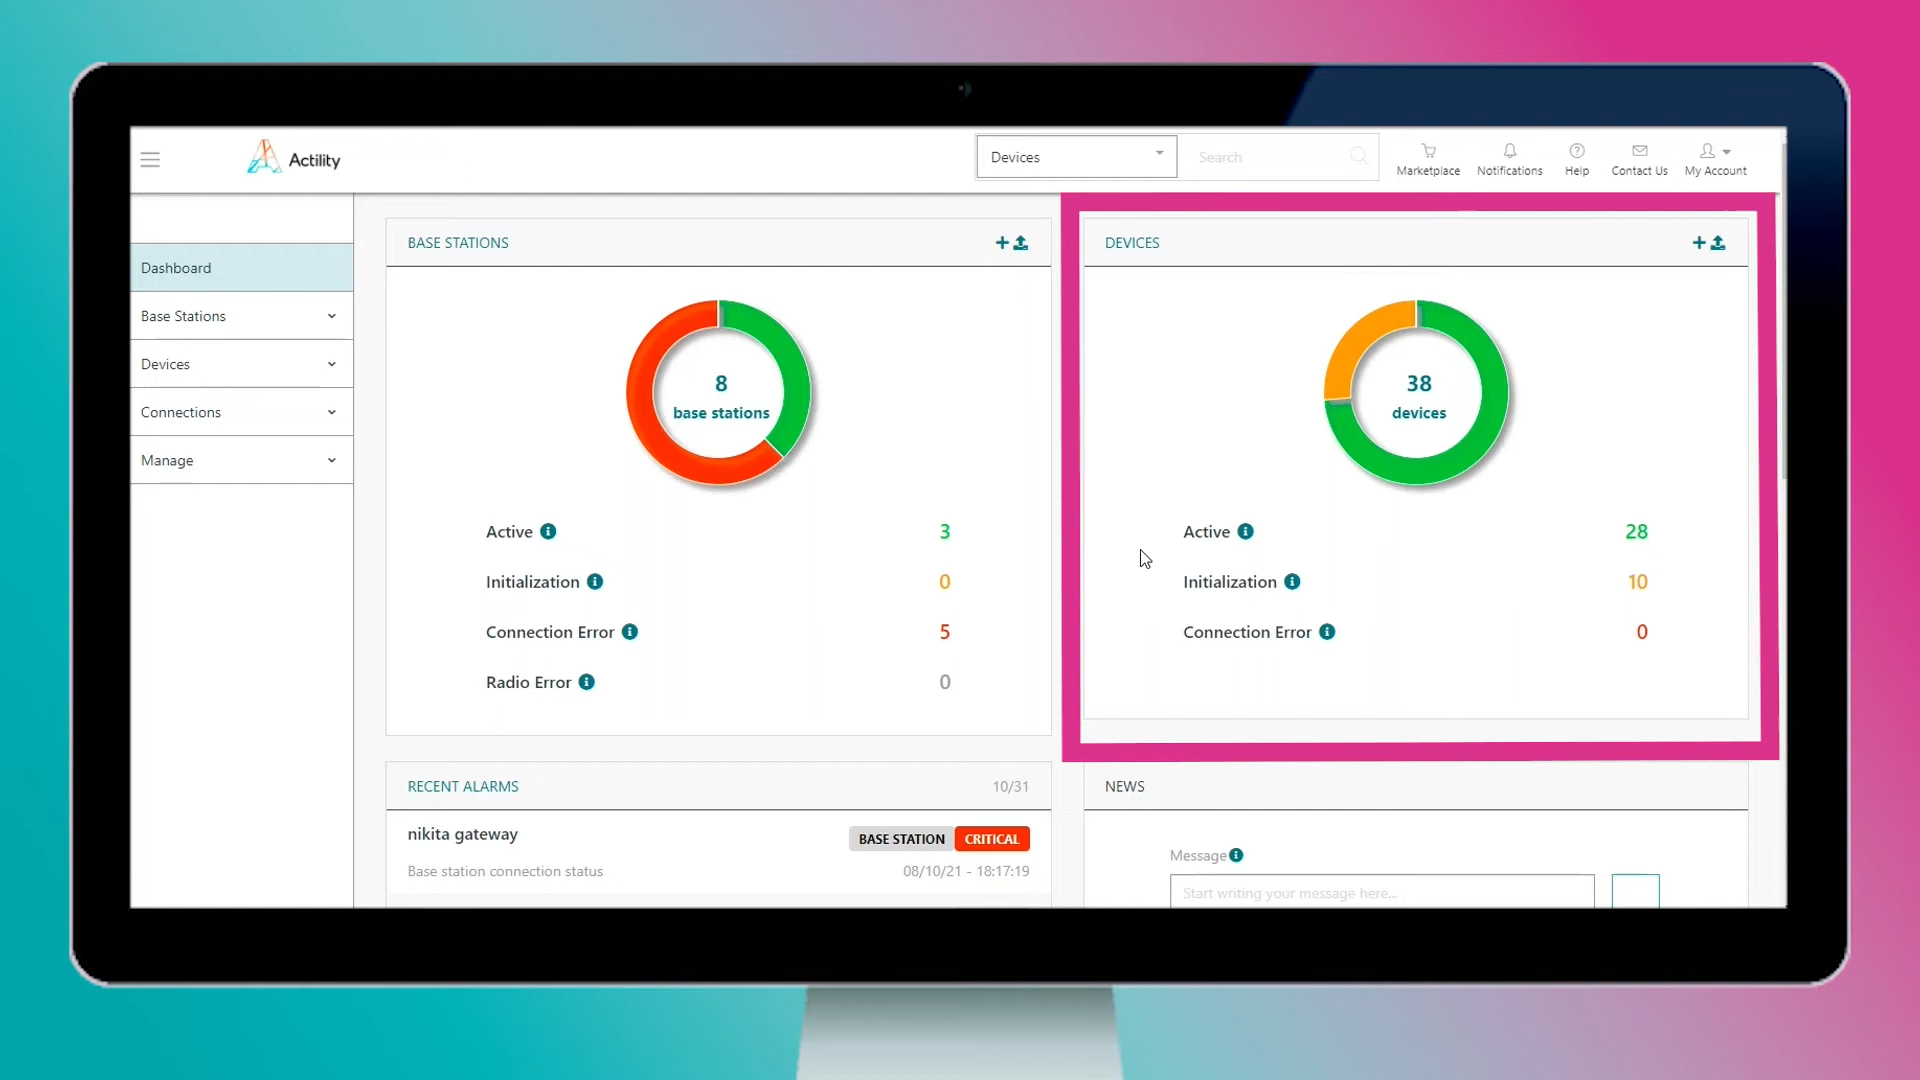 Actility
Devices
Search
Marketplace
Notifications
Help
Contact Us
My Account
Dashboard
Base Stations
Devices
Connections
Manage
BASE STATIONS
8
base stations
Active 3
Initialization 0
Connection Error 5
Radio Error 0
DEVICES
38
devices
Active 28
Initialization 10
Connection Error 0
RECENT ALARMS 10/31
nikita gateway BASE STATION CRITICAL
Base station connection status 08/10/21 - 18:17:19
NEWS
Message
Start writing your message here...